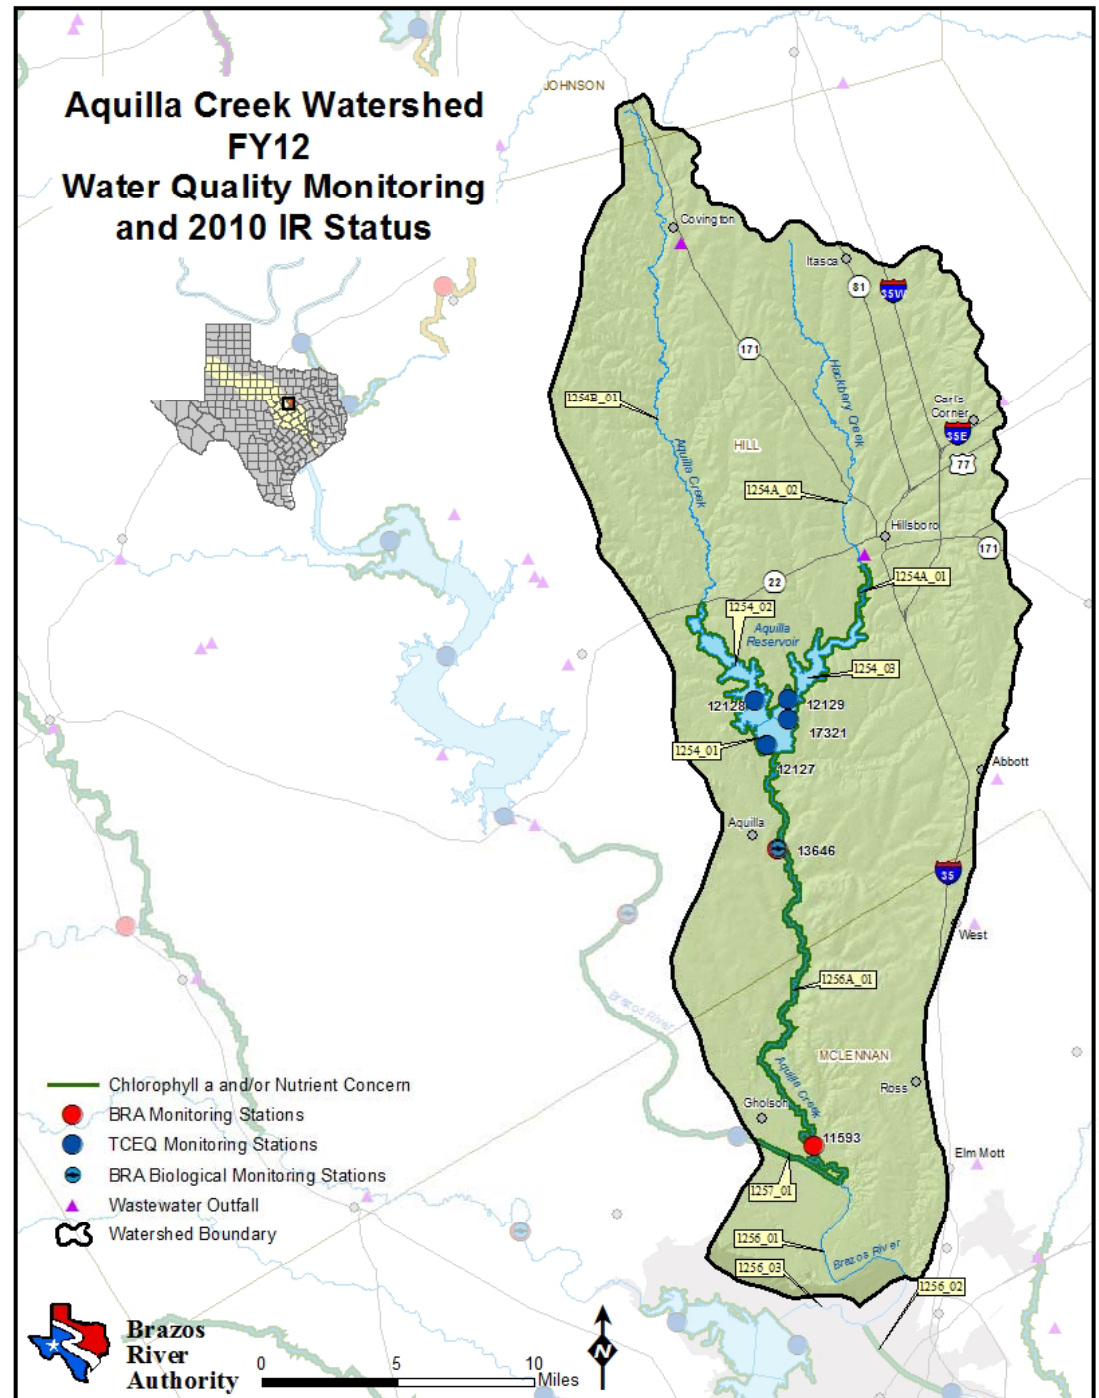 Aquilla Creek Watershed
FY12
Water Quality Monitoring
and 2010 IR Status
JOHNSON
Covington
Itasca
81
35W
171
Hackbery Creek
1254B_01
Carl's
Corner
35E
77
HILL
Aquilla Creek
1254A_02
Hillsboro
171
22
1254A_01
1254_02
Aquilla
Reservoir
1254_03
12128
12129
17321
1254_01
12127
Abbott
Aquilla
13646
35
West
1256A_01
Brazos River
MCLENNAN
Aquilla Creek
Ross
Gholson
11593
Elm Mott
1257_01
1256_01
Brazos River
1256_03
1256_02
Chlorophyll a and/or Nutrient Concern
BRA Monitoring Stations
TCEQ Monitoring Stations
BRA Biological Monitoring Stations
Wastewater Outfall
Watershed Boundary
Brazos
River
Authority
0 5 10
Miles
N